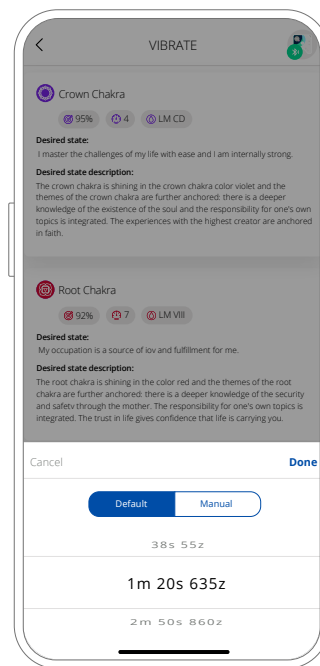 VIBRATE
Crown Chakra
95% 4 LM CD
Desired state:
I master the challenges of my life with ease and I am internally strong.
Desired state description:
The crown chakra is shining in the crown chakra color violet and the
themes of the crown chakra are further anchored: there is a deeper
knowledge of the existence of the soul and the responsibility for one's own
topics is integrated. The experiences with the highest creator are anchored
in faith.
Root Chakra
92% 7 LM VIII
Desired state:
My occupation is a source of iov and fulfillment for me.
Desired state description:
The root chakra is shining in the color red and the themes of the root
chakra are further anchored: there is a deeper knowledge of the security
and safetv through the mother. The responsibility for one's own topics is
integrated. The trust in life gives confidence that life is carrying you.
Cancel Done
Default Manual
38s 55z
1m 20s 635z
2m 50s 860z